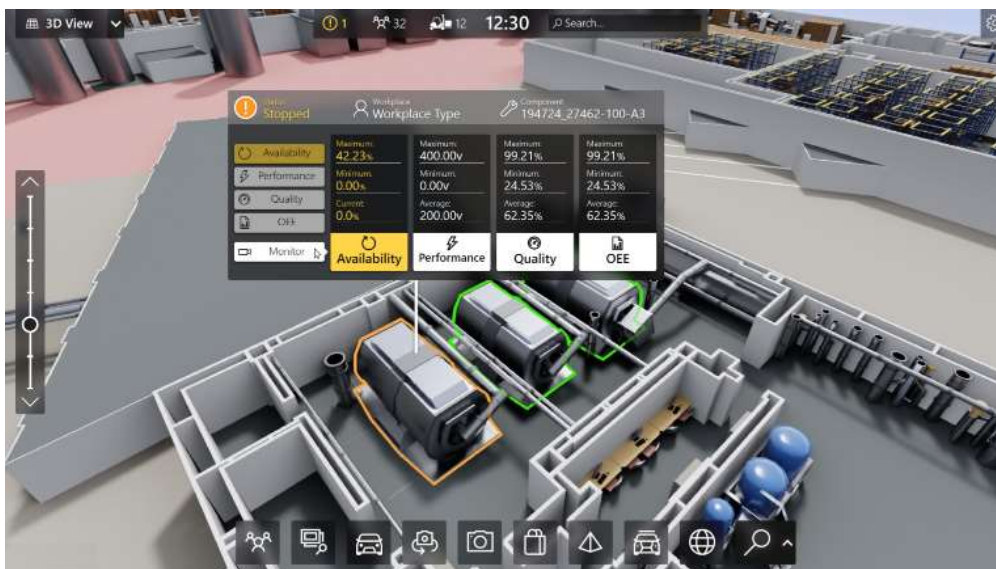 3D View
1
32
12
12:30
Search...
Status
Stopped
Workplace
Workplace Type
Component
194724_27462-100-A3
Availability
Performance
Quality
OEE
Monitor
Maximum:
42.23%
Minimum:
0.00%
Current:
0.0%
Availability
Maximum:
400.00v
Minimum:
0.00v
Average:
200.00v
Performance
Maximum:
99.21%
Minimum:
24.53%
Average:
62.35%
Quality
Maximum:
99.21%
Minimum:
24.53%
Average:
62.35%
OEE